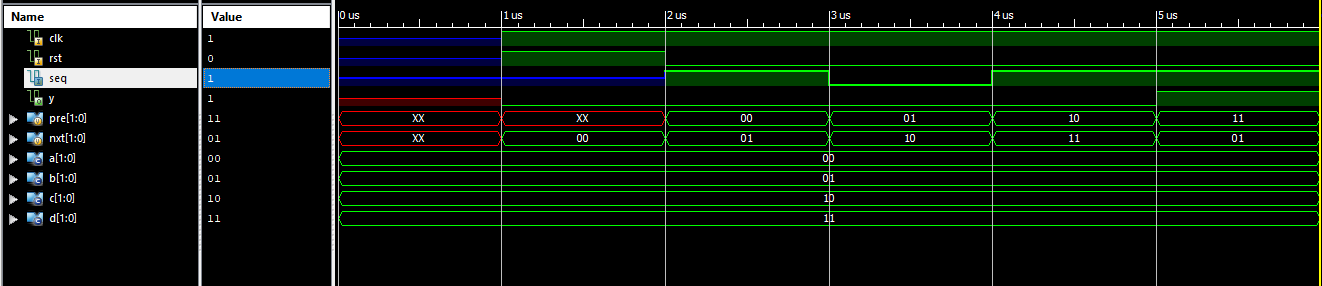 Name Value 0 us 1 us 2 us 3 us 4 us 5 us
clk 1
rst 0
seq 1
y 1
pre[1:0] 11 XX XX 00 01 10 11
nxt[1:0] 01 XX 00 01 10 11 01
a[1:0] 00 00
b[1:0] 01 01
c[1:0] 10 10
d[1:0] 11 11